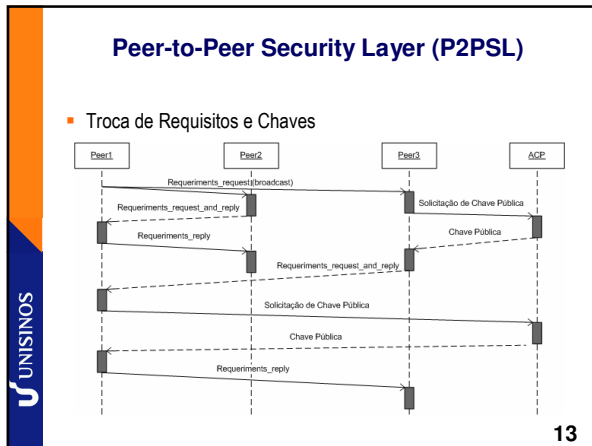 Peer-to-Peer Security Layer (P2PSL)
▪ Troca de Requisitos e Chaves
Peer1
Peer2
Peer3
ACP
Requeriments_request(broadcast)
Solicitação de Chave Pública
Requeriments_request_and_reply
Chave Pública
Requeriments_reply
Requeriments_request_and_reply
Solicitação de Chave Pública
Chave Pública
Requeriments_reply
UNISINOS
13